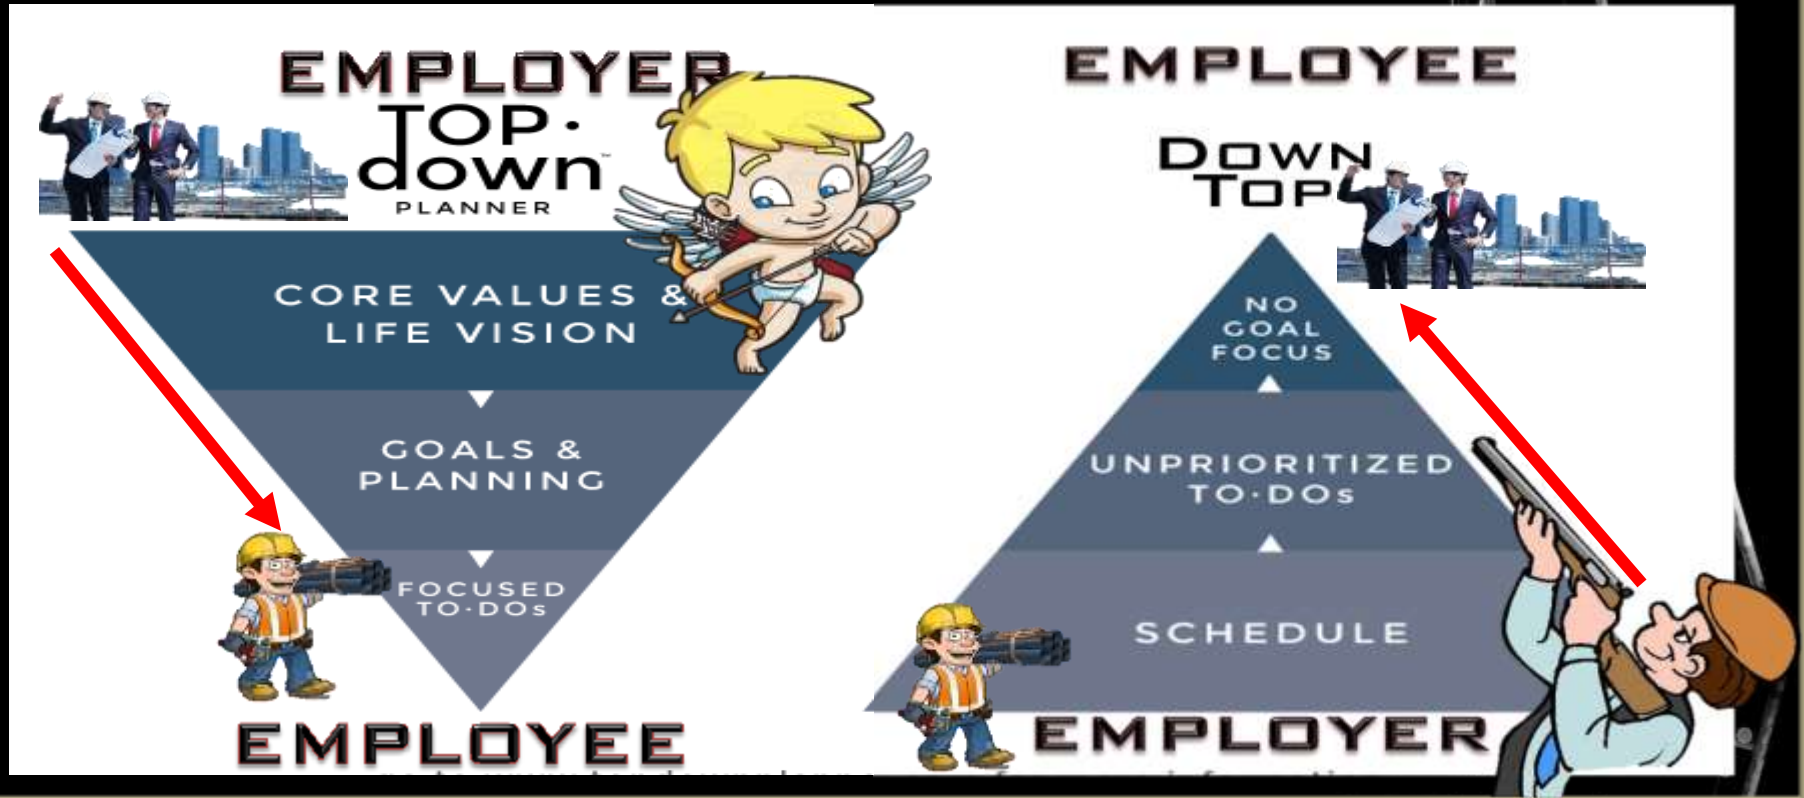 EMPLOYER
TOP·
down™
PLANNER
CORE VALUES &
LIFE VISION
GOALS &
PLANNING
FOCUSED
TO·DOs
EMPLOYEE
EMPLOYEE
DOWN
TOP
NO
GOAL
FOCUS
UNPRIORITIZED
TO·DOs
SCHEDULE
EMPLOYER